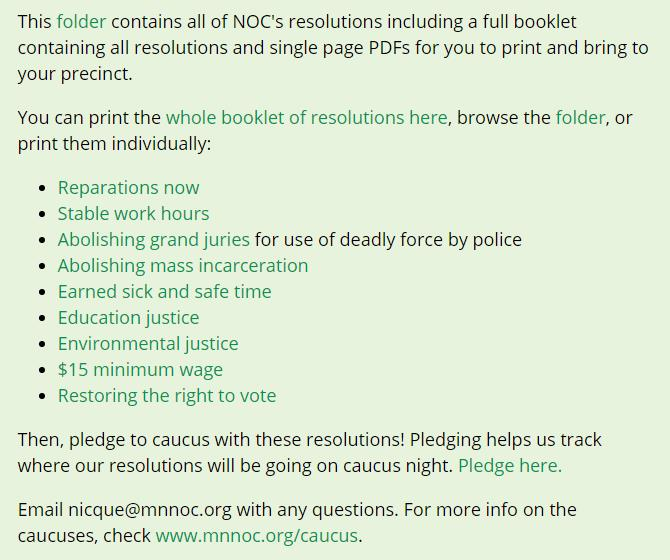 This folder contains all of NOC's resolutions including a full booklet
containing all resolutions and single page PDFs for you to print and bring to
your precinct.
You can print the whole booklet of resolutions here, browse the folder, or
print them individually:
• Reparations now
• Stable work hours
• Abolishing grand juries for use of deadly force by police
• Abolishing mass incarceration
• Earned sick and safe time
• Education justice
• Environmental justice
• $15 minimum wage
• Restoring the right to vote
Then, pledge to caucus with these resolutions! Pledging helps us track
where our resolutions will be going on caucus night. Pledge here.
Email nicque@mnnoc.org with any questions. For more info on the
caucuses, check www.mnnoc.org/caucus.